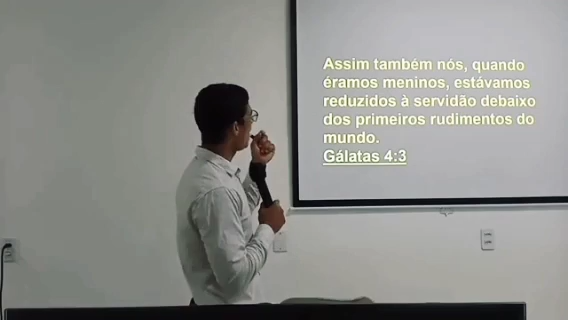 Assim também nós, quando
éramos meninos, estávamos
reduzidos à servidão debaixo
dos primeiros rudimentos do
mundo.
Gálatas 4:3